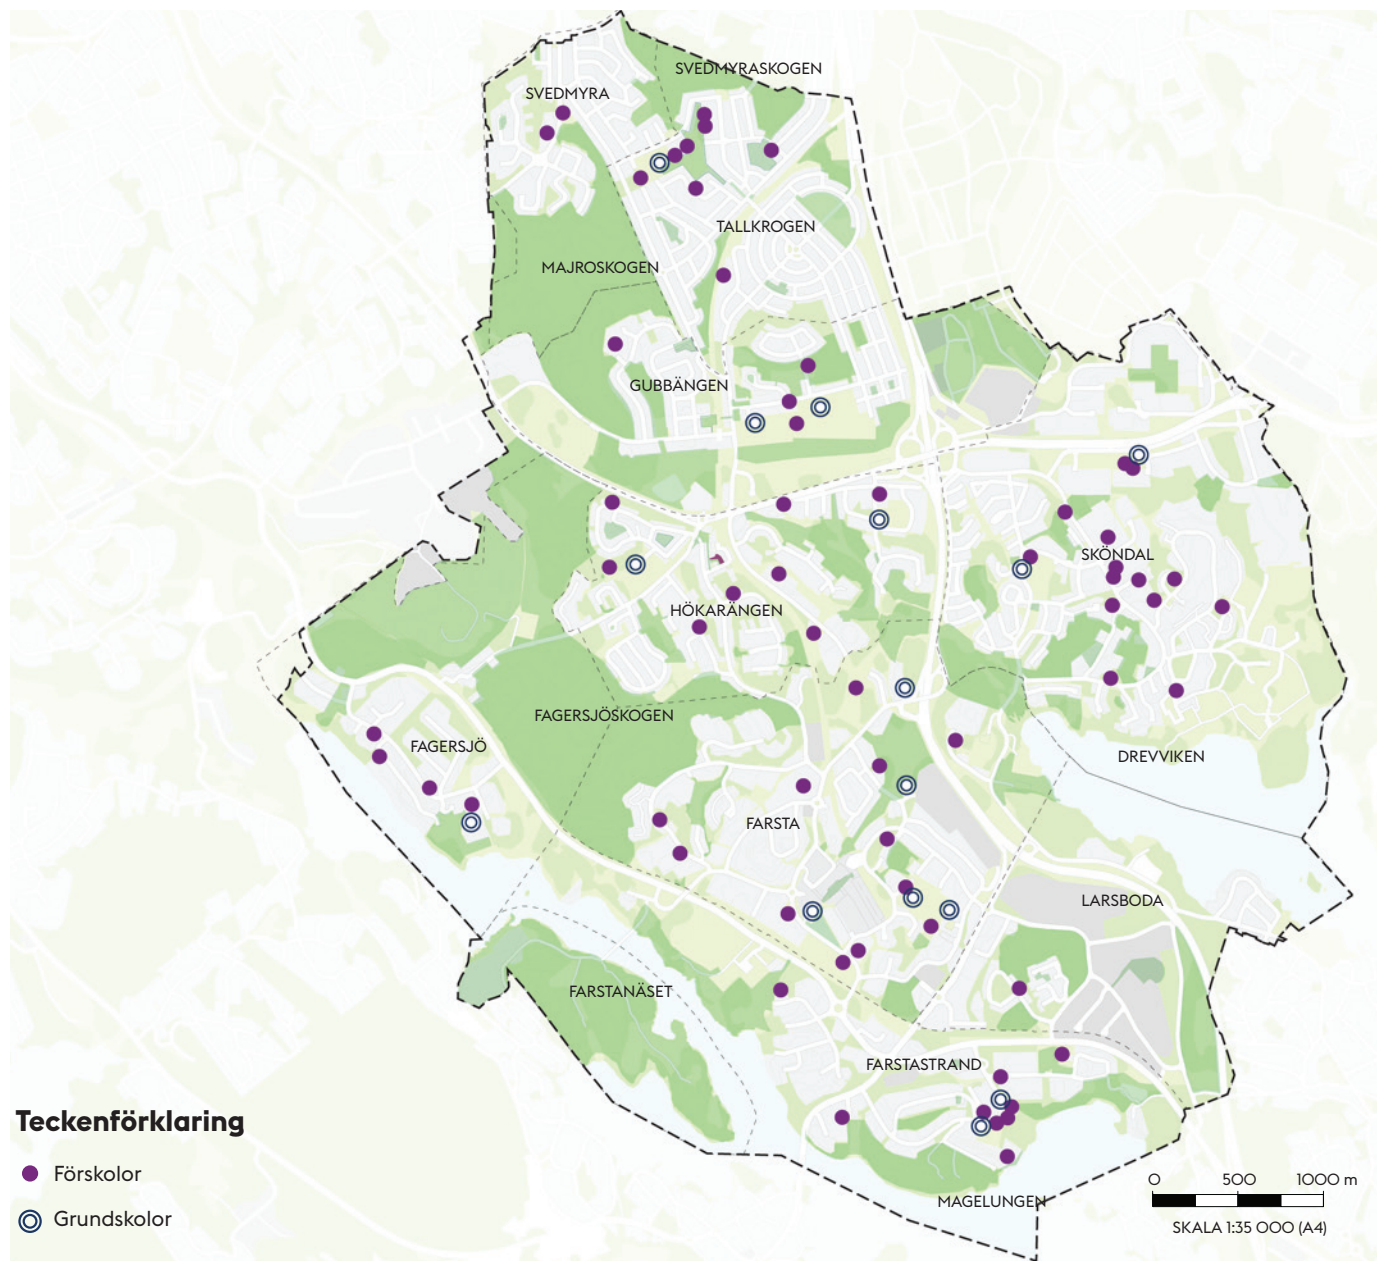 SVEDMYRASKOGEN
SVEDMYRA
TALLKROGEN
MAJROSKOGEN
GUBBÄNGEN
SKÖNDAL
HÖKARÄNGEN
FAGERSJÖSKOGEN
FAGERSJÖ
DREVVIKEN
FARSTA
LARSBODA
FARSTANÄSET
FARSTASTRAND
Teckenförklaring
Förskolor
Grundskolor
MAGELUNGEN
0 500 1000 m
SKALA 1:35 000 (A4)